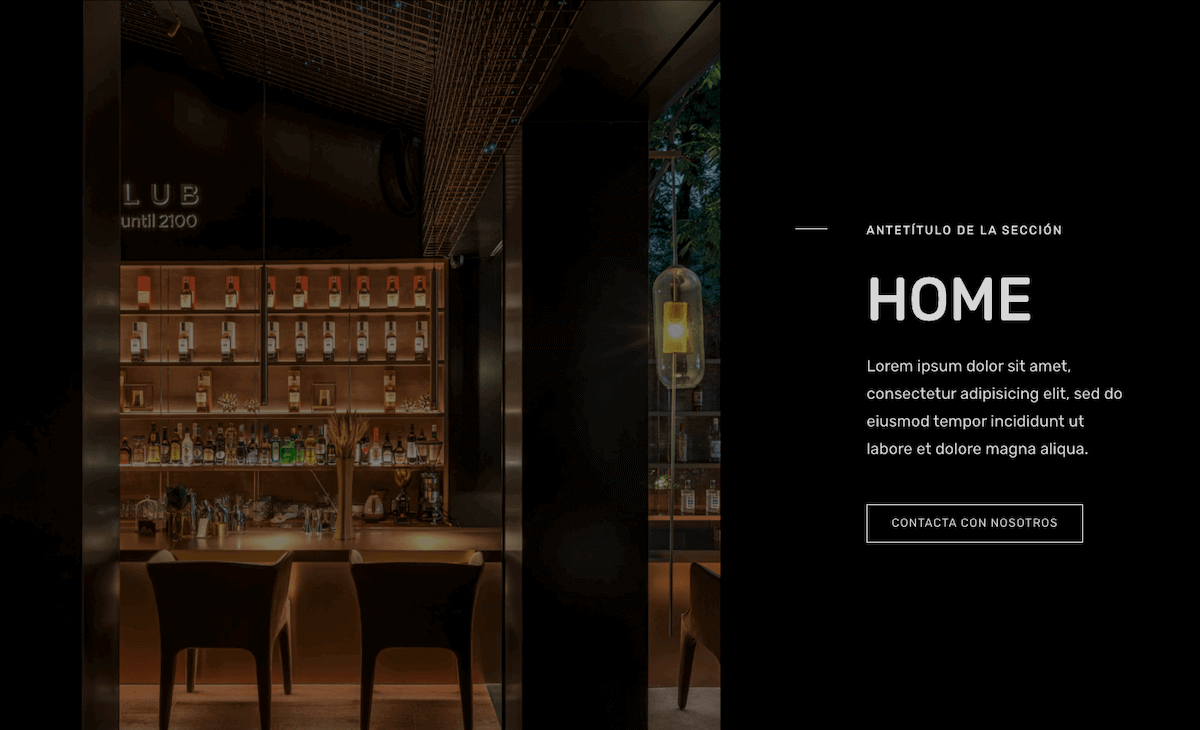 LUB
until 2100
ANTETÍTULO DE LA SECCIÓN
HOME
Lorem ipsum dolor sit amet,
consectetur adipisicing elit, sed do
eiusmod tempor incididunt ut
labore et dolore magna aliqua.
CONTACTA CON NOSOTROS